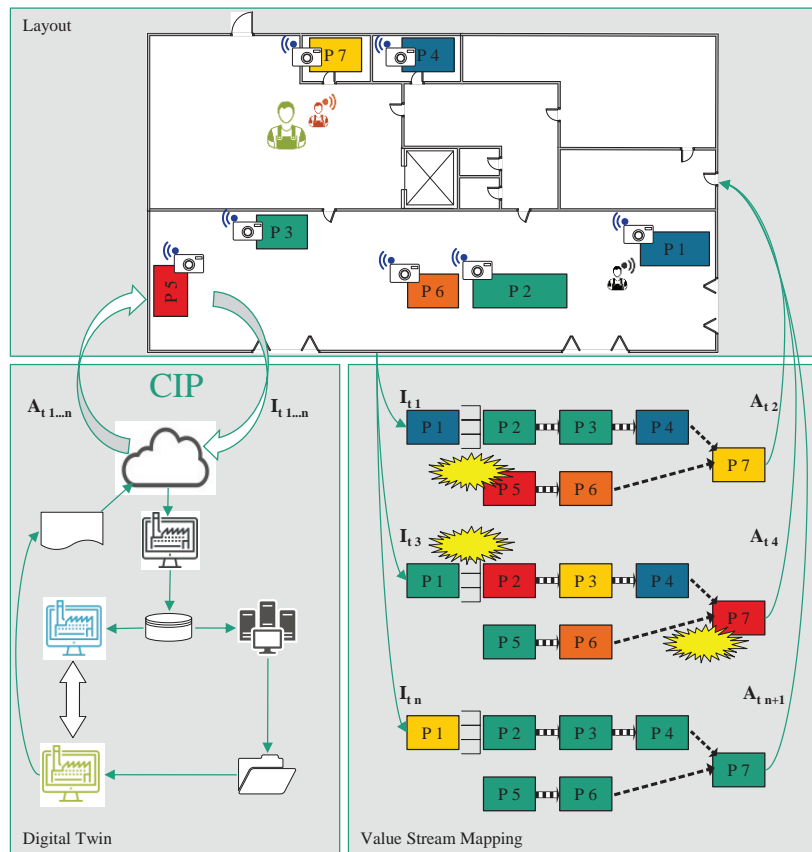 Layout
P 7
P 4
P 3
P 1
P 5
P 6
P 2
CIP
A t 1...n
I t 1...n
Digital Twin
I t 1
A t 2
P 1
P 2
P 3
P 4
P 7
P 5
P 6
I t 3
A t 4
P 1
P 2
P 3
P 4
P 7
P 5
P 6
I t n
A t n+1
P 1
P 2
P 3
P 4
P 7
P 5
P 6
Value Stream Mapping